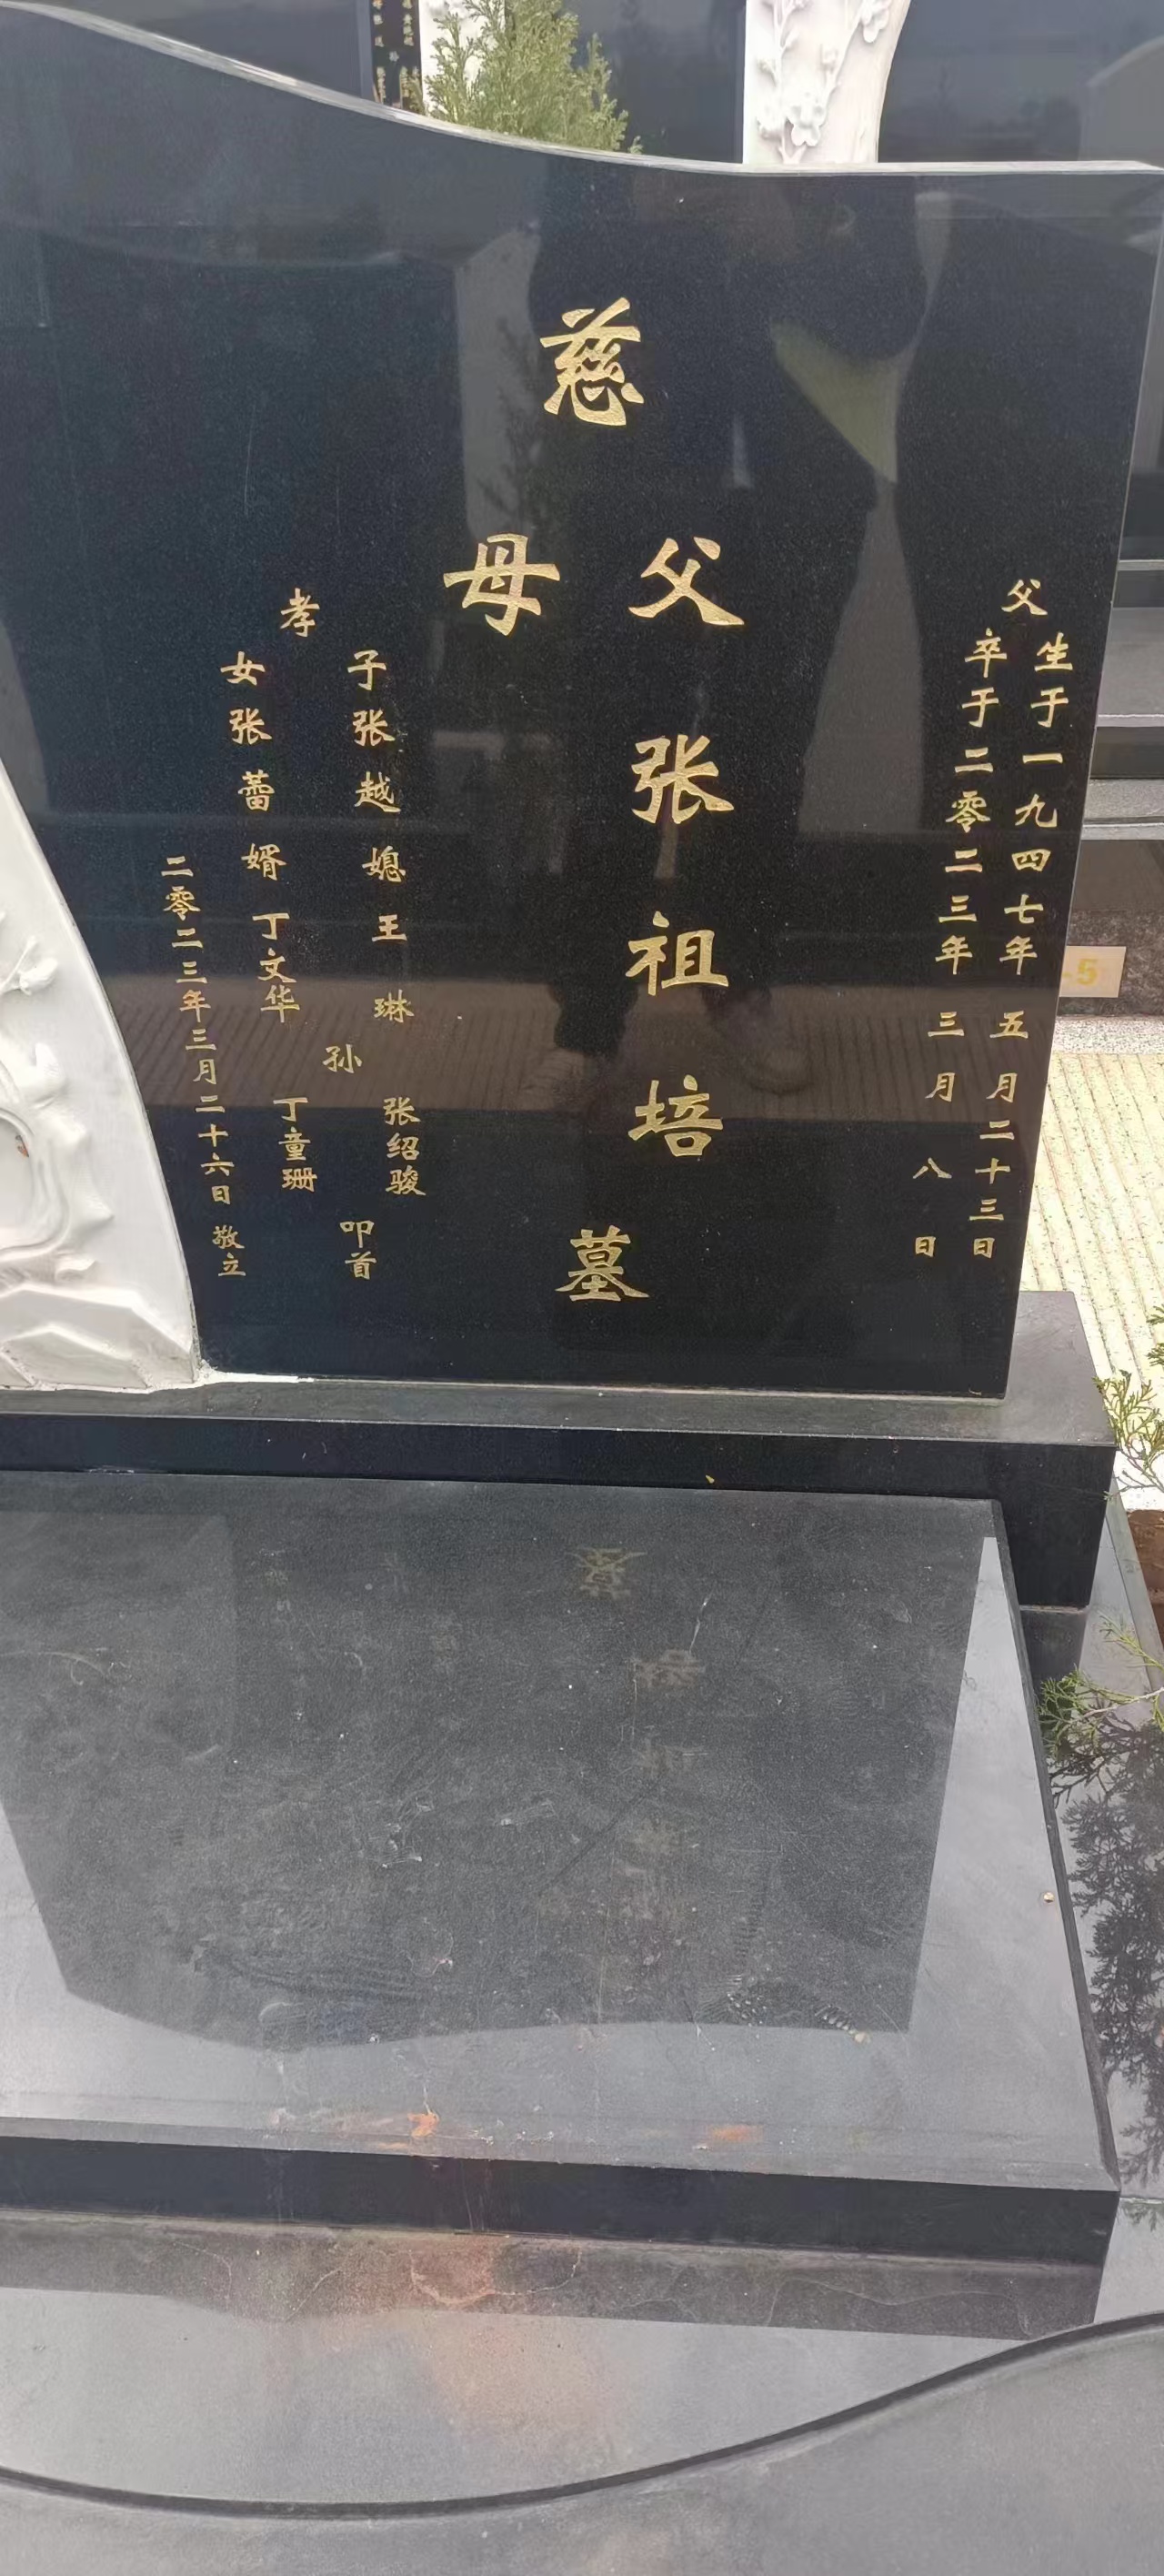 父
生于一九四七年五月二十三日
卒于二零二三年三月八日
慈
父张祖培
母
墓
孝
子张越媳王琳
女张蕾婿丁文华
孙
张绍骏
丁童珊
叩首
二零二三年三月二十六日敬立
-5